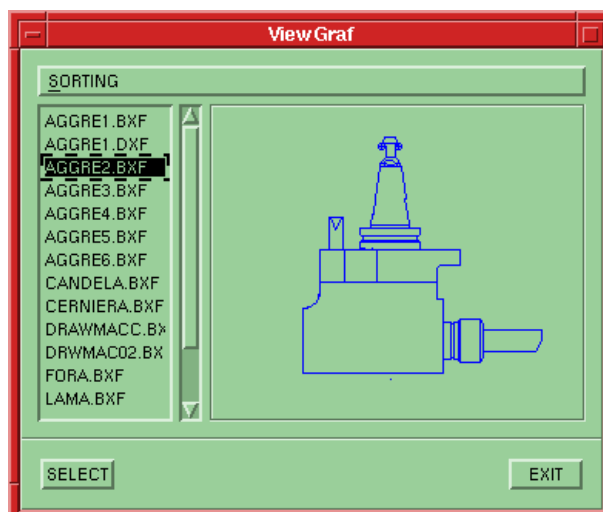 View Graf
SORTING
AGGRE1.BXF
AGGRE1.DXF
AGGRE2.BXF
AGGRE3.BXF
AGGRE4.BXF
AGGRE5.BXF
AGGRE6.BXF
CANDELA.BXF
CERNIERA.BXF
DRAWMACC.BX
DRWMAC02.BX
FORA.BXF
LAMA.BXF
SELECT
EXIT